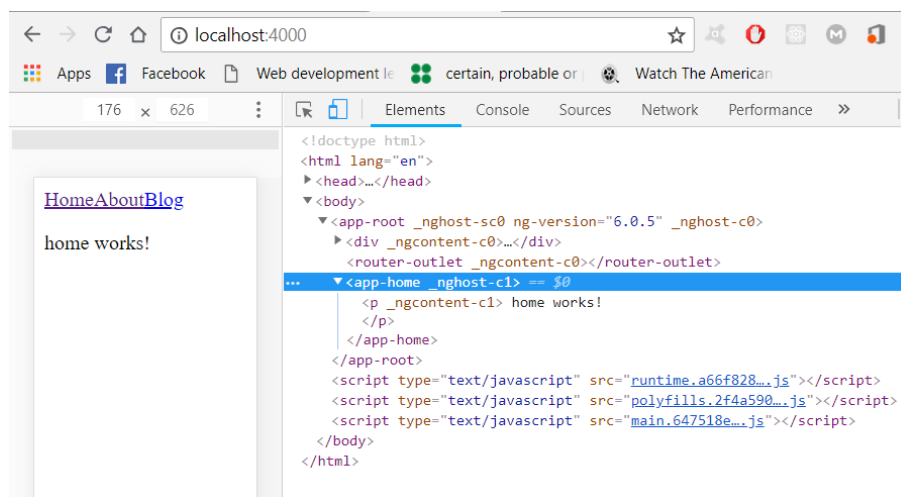 localhost:4000
Apps Facebook Web development le certain, probable or Watch The American
176 x 626
Elements Console Sources Network Performance »
HomeAboutBlog
home works!
<!doctype html>
<html lang="en">
<head>…</head>
<body>
<app-root _nghost-sc0 ng-version="6.0.5" _nghost-c0>
<div _ngcontent-c0>…</div>
<router-outlet _ngcontent-c0></router-outlet>
<app-home _nghost-c1> == $0
<p _ngcontent-c1> home works!
</p>
</app-home>
</app-root>
<script type="text/javascript" src="runtime.a66f828….js"></script>
<script type="text/javascript" src="polyfills.2f4a590….js"></script>
<script type="text/javascript" src="main.647518e….js"></script>
</body>
</html>